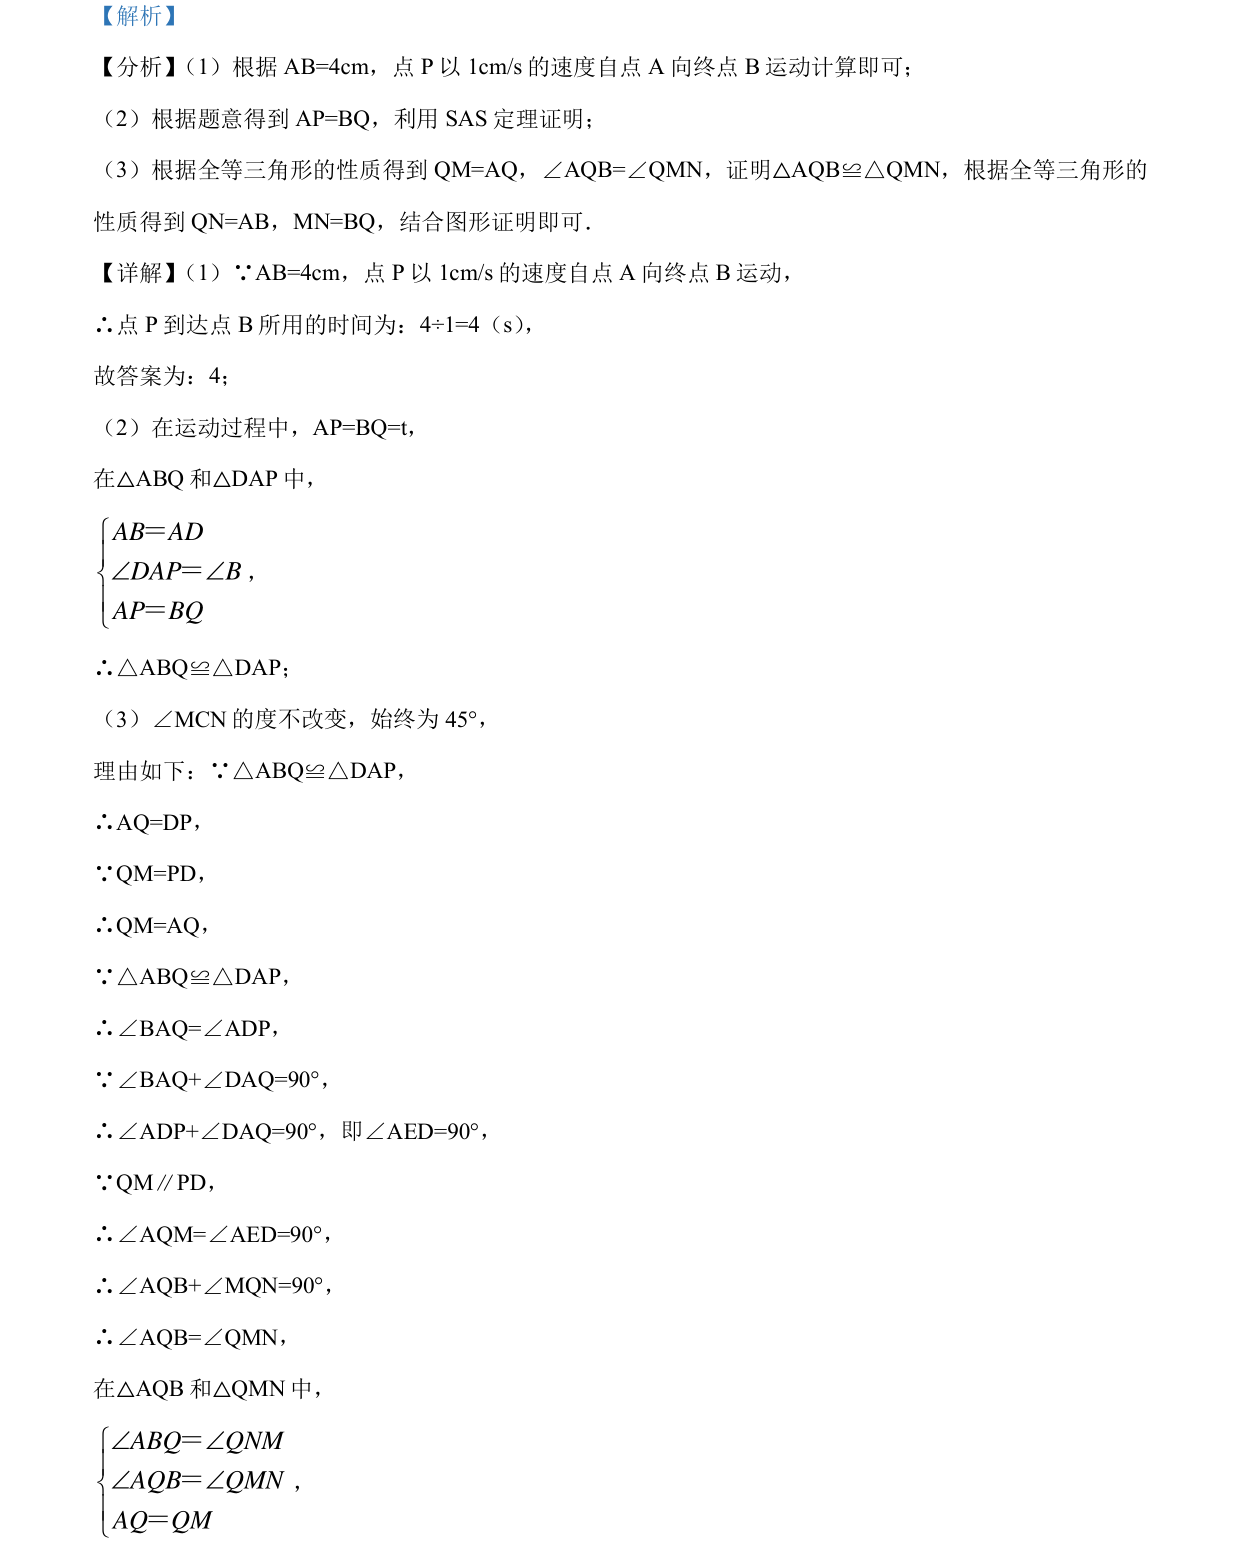 【解析】
【分析】（1）根据 AB=4cm，点 P 以 1cm/s 的速度自点 A 向终点 B 运动计算即可；
（2）根据题意得到 AP=BQ，利用 SAS 定理证明；
（3）根据全等三角形的性质得到 QM=AQ，∠AQB=∠QMN，证明△AQB≌△QMN，根据全等三角形的
性质得到 QN=AB，MN=BQ，结合图形证明即可．
【详解】（1）∵AB=4cm，点 P 以 1cm/s 的速度自点 A 向终点 B 运动，
∴点 P 到达点 B 所用的时间为：4÷1=4（s），
故答案为：4；
（2）在运动过程中，AP=BQ=t，
在△ABQ 和△DAP 中，
AB=AD
∠DAP=∠B，
AP=BQ
∴△ABQ≌△DAP；
（3）∠MCN 的度不改变，始终为 45°，
理由如下：∵△ABQ≌△DAP，
∴AQ=DP，
∵QM=PD，
∴QM=AQ，
∵△ABQ≌△DAP，
∴∠BAQ=∠ADP，
∵∠BAQ+∠DAQ=90°，
∴∠ADP+∠DAQ=90°，即∠AED=90°，
∵QM∥PD，
∴∠AQM=∠AED=90°，
∴∠AQB+∠MQN=90°，
∴∠AQB=∠QMN，
在△AQB 和△QMN 中，
∠ABQ=∠QNM
∠AQB=∠QMN，
AQ=QM